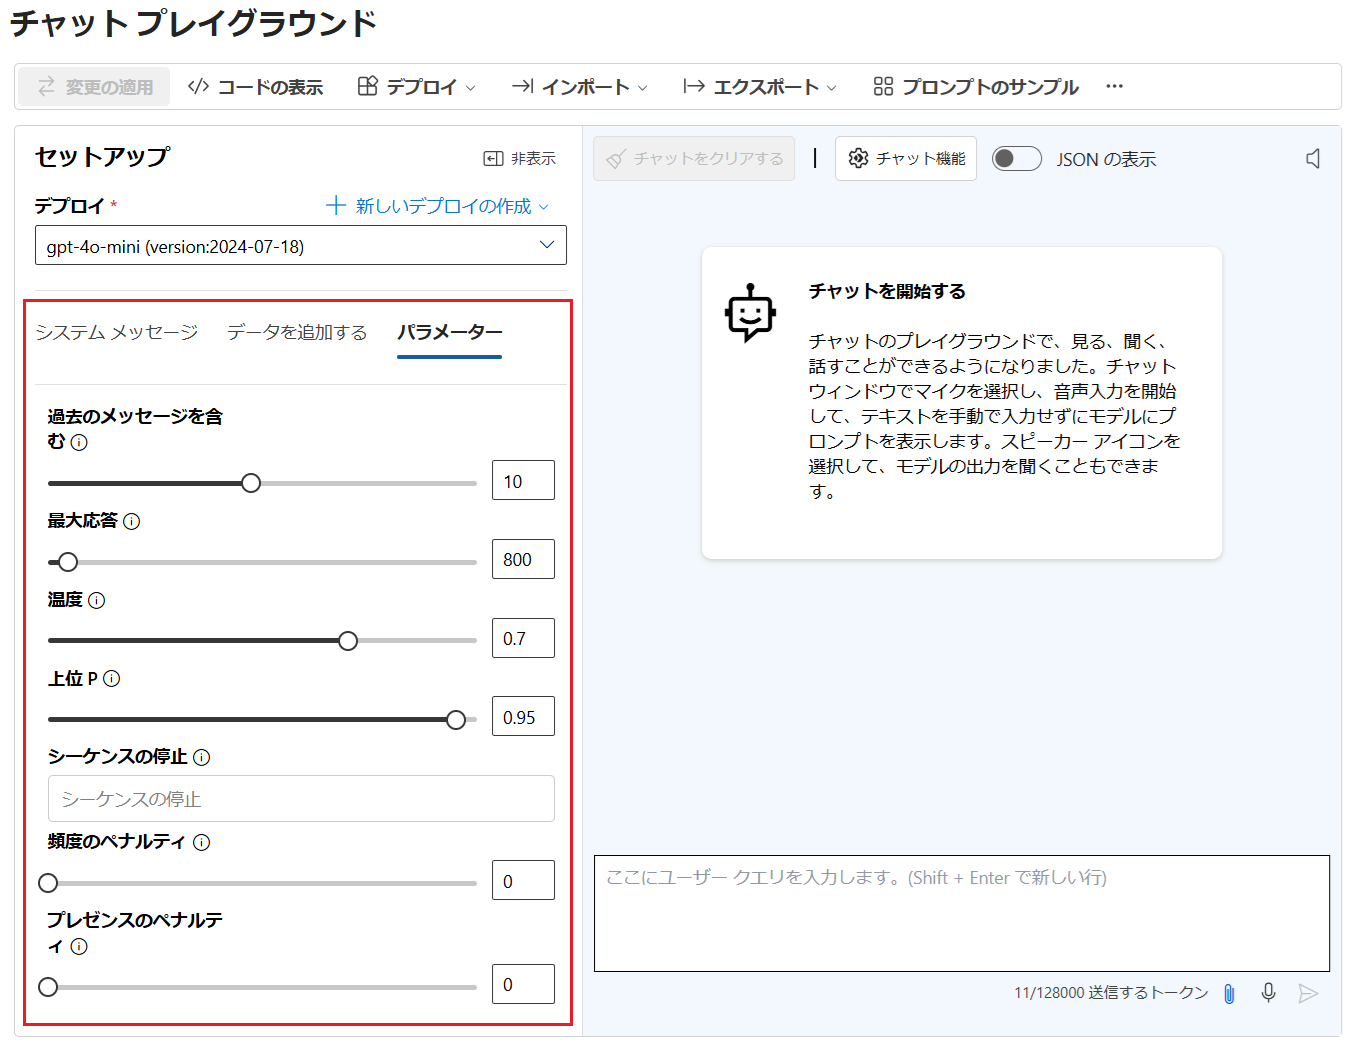 チャット プレイグラウンド
変更の適用
コードの表示
デプロイ
インポート
エクスポート
プロンプトのサンプル
セットアップ
非表示
デプロイ *
新しいデプロイの作成
gpt-4o-mini (version:2024-07-18)
システム メッセージ
データを追加する
パラメーター
過去のメッセージを含
む
10
最大応答
800
温度
0.7
上位 P
0.95
シーケンスの停止
シーケンスの停止
頻度のペナルティ
0
プレゼンスのペナルテ
ィ
0
チャットをクリアする
チャット機能
JSON の表示
チャットを開始する
チャットのプレイグラウンドで、見る、聞く、
話すことができるようになりました。チャット
ウィンドウでマイクを選択し、音声入力を開始
して、テキストを手動で入力せずにモデルにプ
ロンプトを表示します。スピーカー アイコンを
選択して、モデルの出力を聞くこともできま
す。
ここにユーザー クエリを入力します。(Shift + Enter で新しい行)
11/128000 送信するトークン